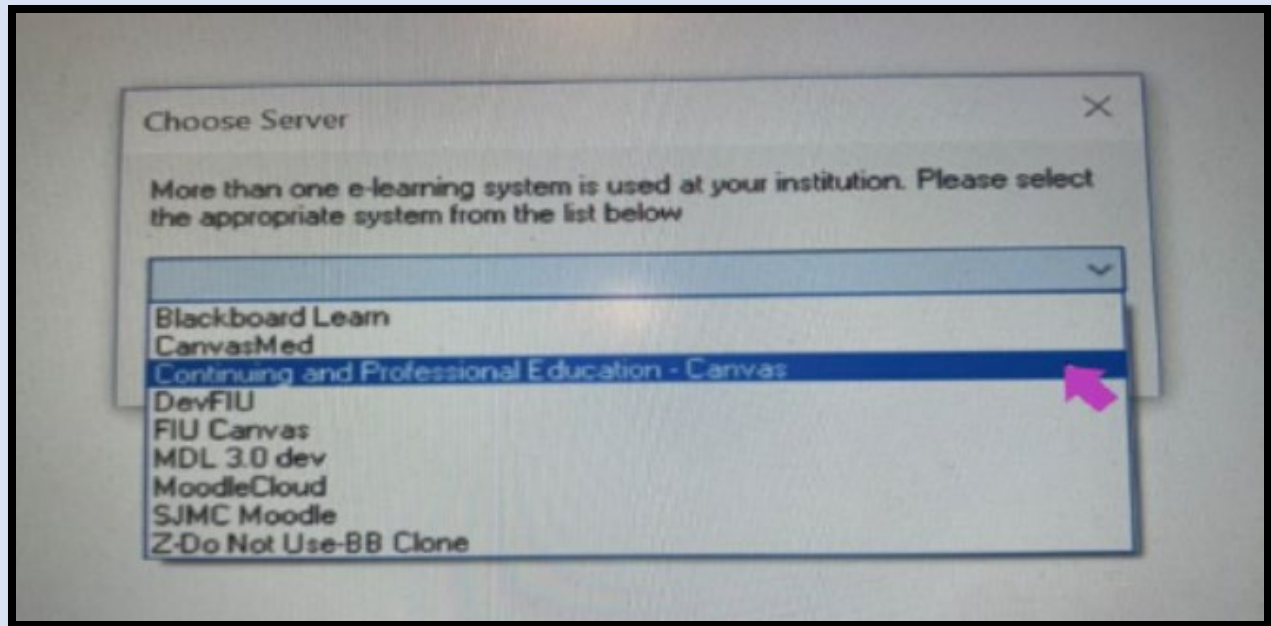 Choose Server
More than one e-learning system is used at your institution. Please select
the appropriate system from the list below
Blackboard Learn
CanvasMed
Continuing and Professional Education - Canvas
DevFIU
FIU Canvas
MDL 3.0 dev
MoodleCloud
SJMC Moodle
Z-Do Not Use-BB Clone